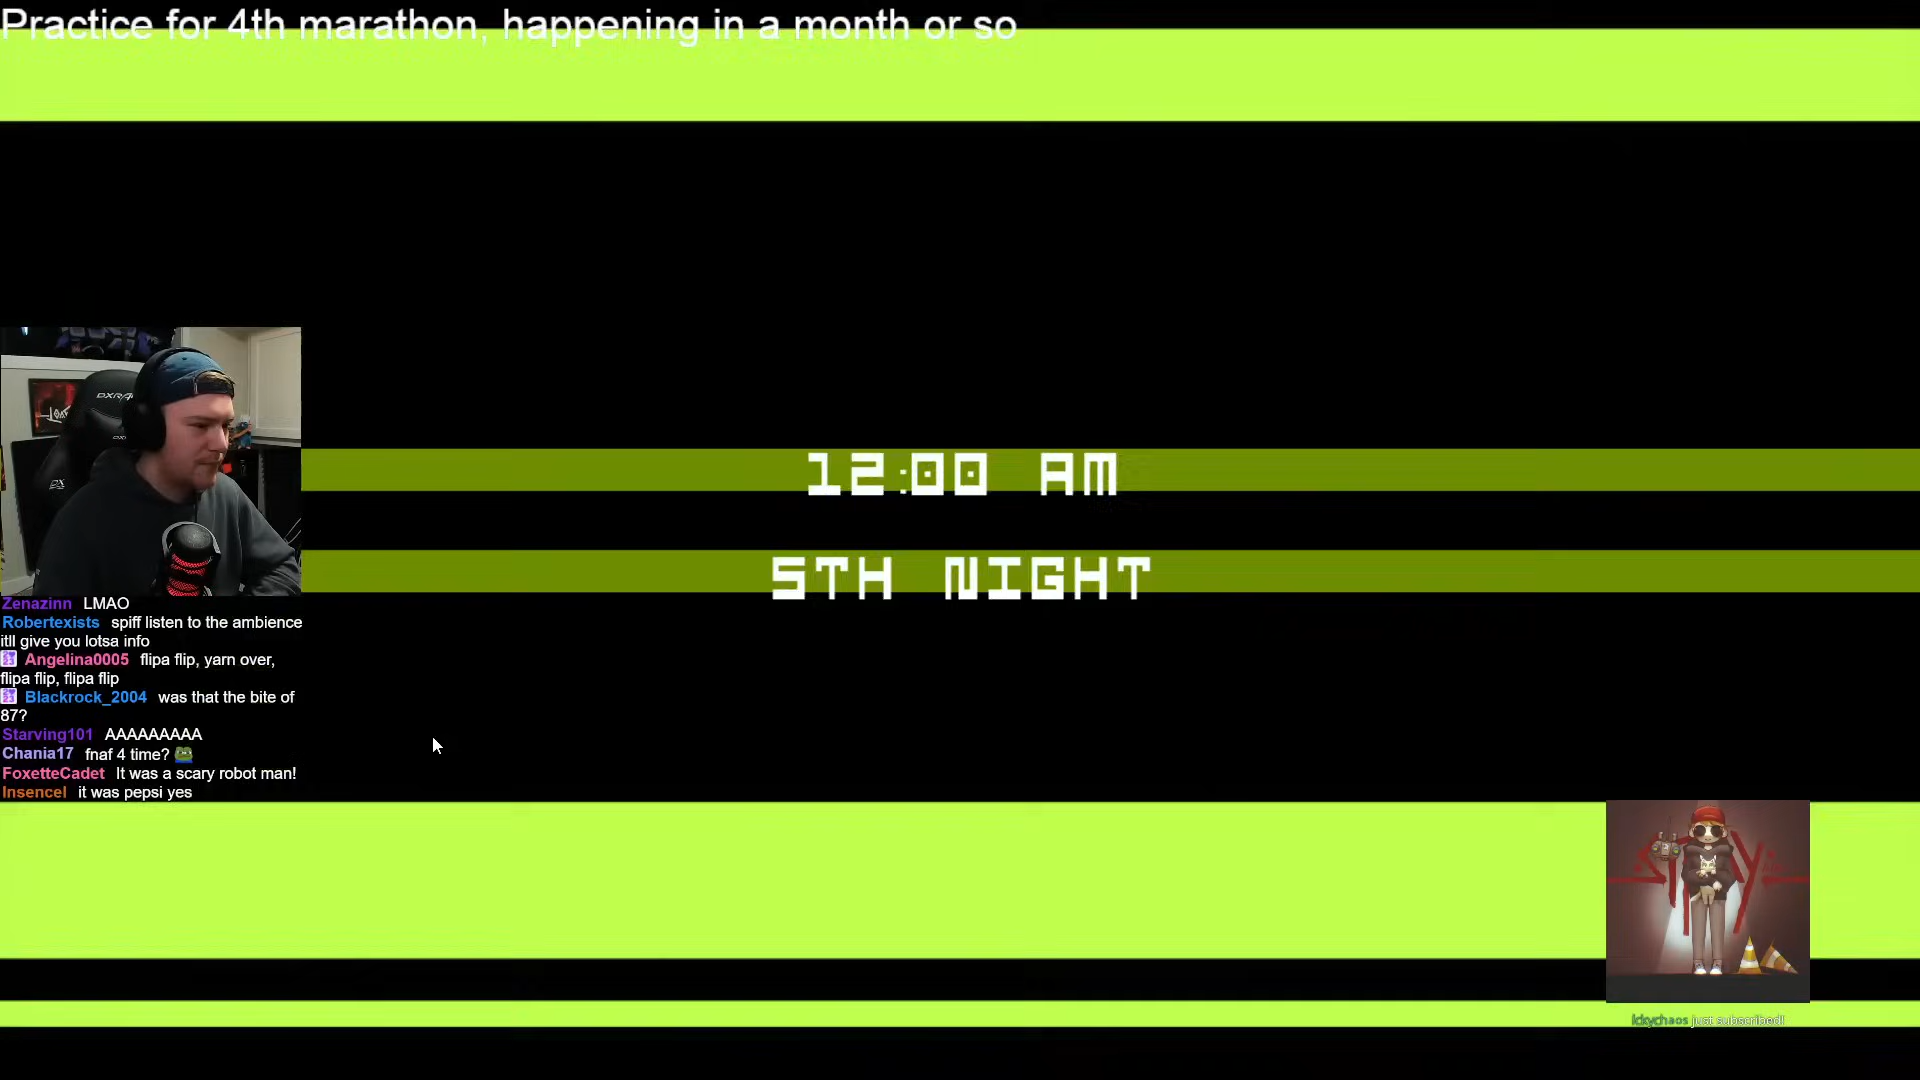 Practice for 4th marathon, happening in a month or so
12:00 AM
5TH NIGHT
Zenazinn LMAO
Robertexists spiff listen to the ambience
itll give you lotsa info
Angelina0005 flipa flip, yarn over,
flipa flip, flipa flip
Blackrock_2004 was that the bite of
87?
Starving101 AAAAAAAAA
Chania17 fnaf 4 time?
FoxetteCadet It was a scary robot man!
Insencel it was pepsi yes
Ickychaos just subscribed!